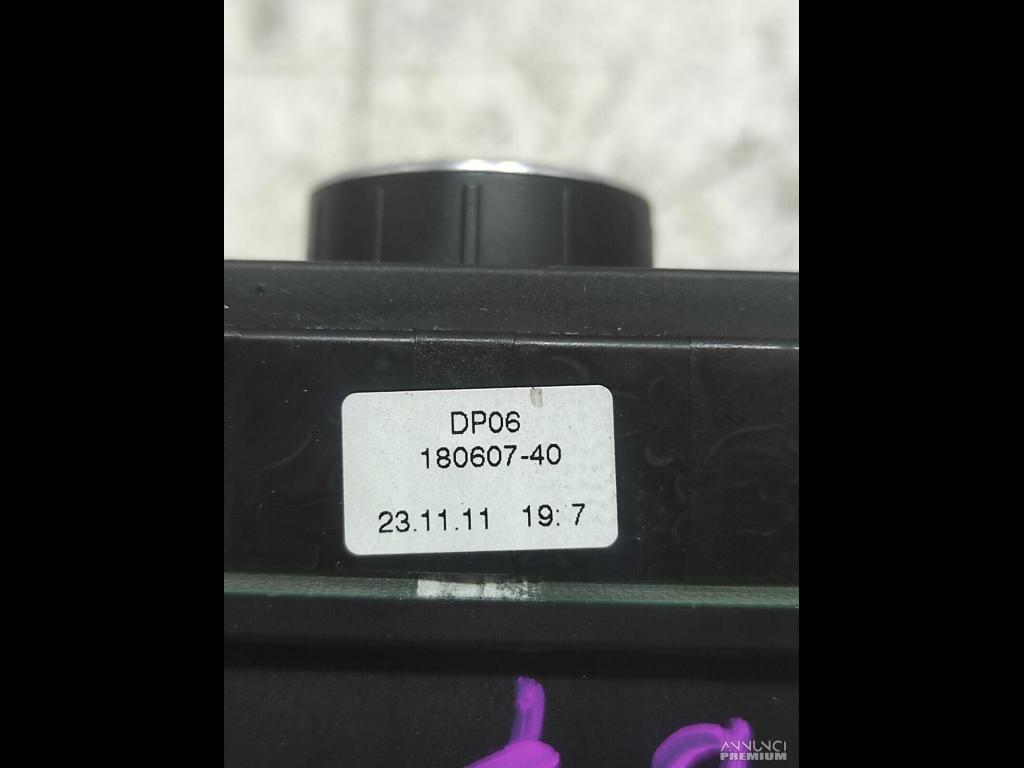 DP06
180607-40
23.11.11 19: 7
ANNUNCI
PREMIUM